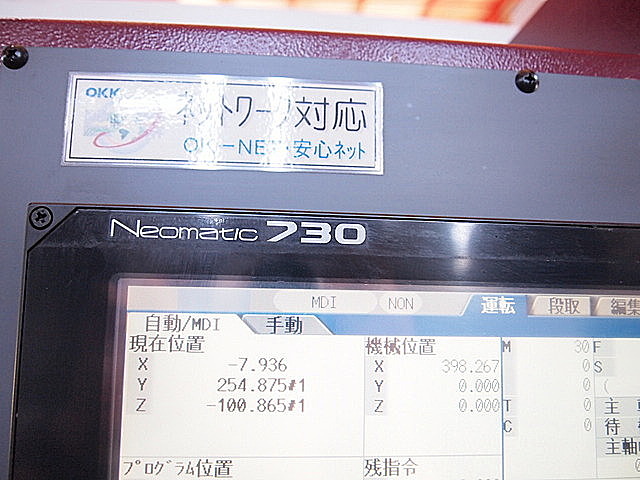 OKK
ネットワーク対応
OKK-NET・安心ネット
Neomatic 730
MDI NON 運転 段取 編集
自動/MDI 手動
現在位置 機械位置 M 30 F
X -7.936 X 398.267 0 S
Y 254.875#1 Y 0.000 0 (
Z -100.865#1 Z 0.000 T 0 主
C 0 待
主軸
プログラム位置 残指令